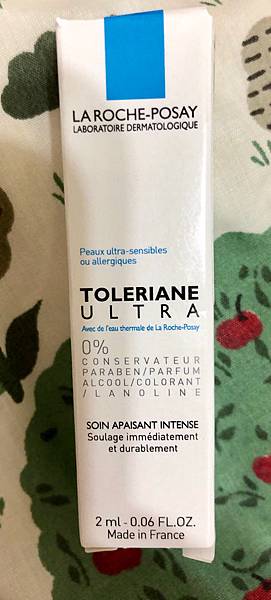 LA ROCHE-POSAY
LABORATOIRE DERMATOLOGIQUE
Peaux ultra-sensibles
ou allergiques
TOLERIANE
ULTRA
Avec de l'eau thermale de La Roche-Posay
0%
CONSERVATEUR
PARABEN/PARFUM
ALCOOL/COLORANT
/LANOLINE
SOIN APAISANT INTENSE
Soulage immédiatement
et durablement
2 ml - 0.06 FL.OZ.
Made in France